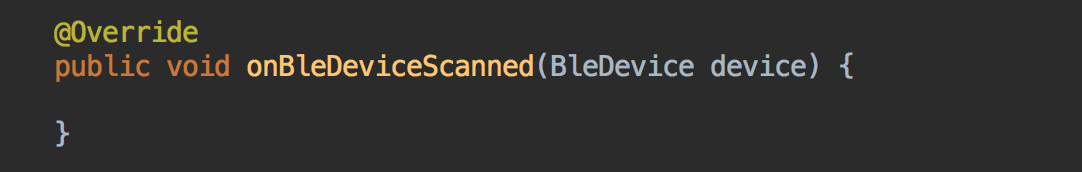 @Override
public void onBleDeviceScanned(BleDevice device) {
}